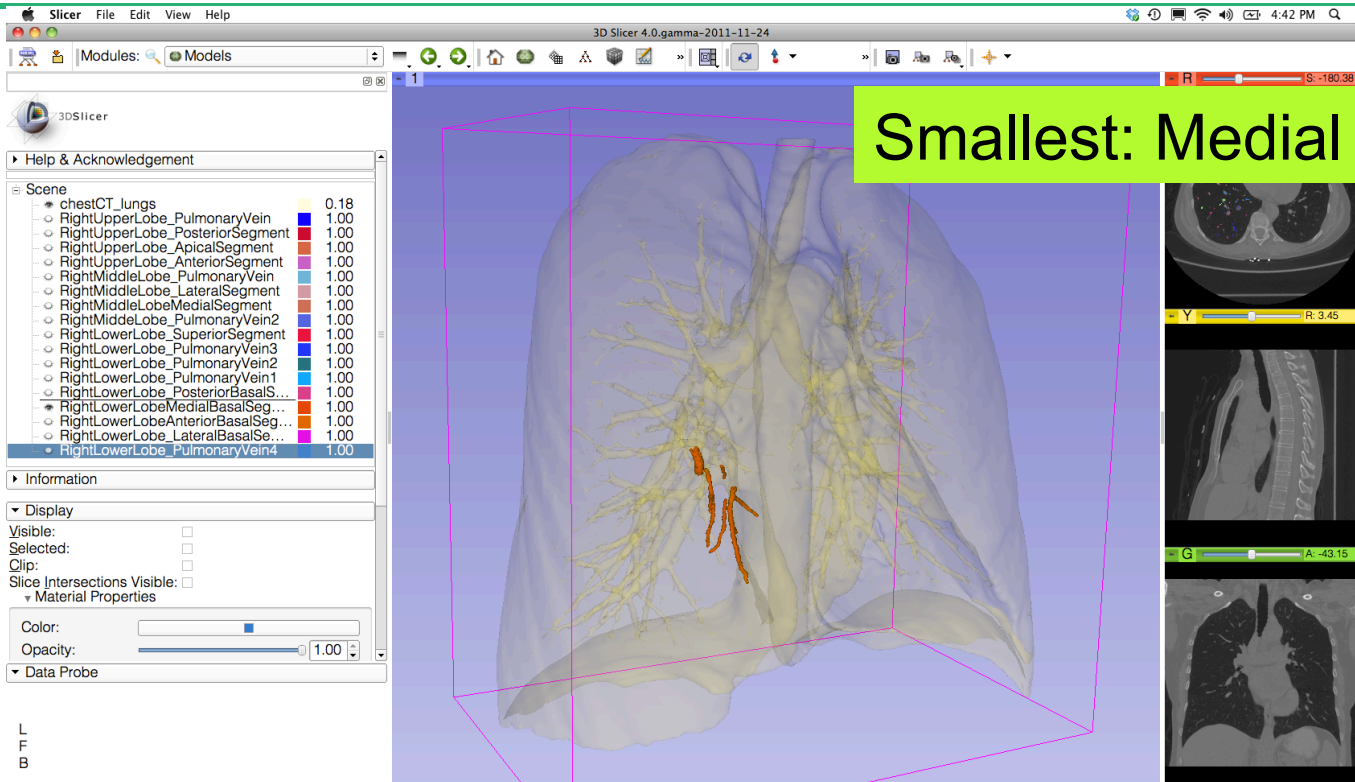 Slicer File Edit View Help
4:42 PM
3D Slicer 4.0.gamma-2011-11-24
Modules: Models
1
R S: -180.38
3DSlicer
Smallest: Medial
Help & Acknowledgement
Scene
chestCT_lungs 0.18
RightUpperLobe_PulmonaryVein 1.00
RightUpperLobe_PosteriorSegment 1.00
RightUpperLobe_ApicalSegment 1.00
RightUpperLobe_AnteriorSegment 1.00
RightMiddleLobe_PulmonaryVein 1.00
RightMiddleLobe_LateralSegment 1.00
RightMiddleLobeMedialSegment 1.00
RightMiddeLobe_PulmonaryVein2 1.00
RightLowerLobe_SuperiorSegment 1.00
RightLowerLobe_PulmonaryVein3 1.00
RightLowerLobe_PulmonaryVein2 1.00
RightLowerLobe_PulmonaryVein1 1.00
RightLowerLobe_PosteriorBasalS... 1.00
RightLowerLobeMedialBasalSeg... 1.00
RightLowerLobeAnteriorBasalSeg... 1.00
RightLowerLobe_LateralBasalSe... 1.00
RightLowerLobe_PulmonaryVein4 1.00
Y R: 3.45
Information
Display
Visible:
Selected:
Clip:
Slice Intersections Visible:
Material Properties
G A: -43.15
Color:
Opacity: 1.00
Data Probe
L
F
B